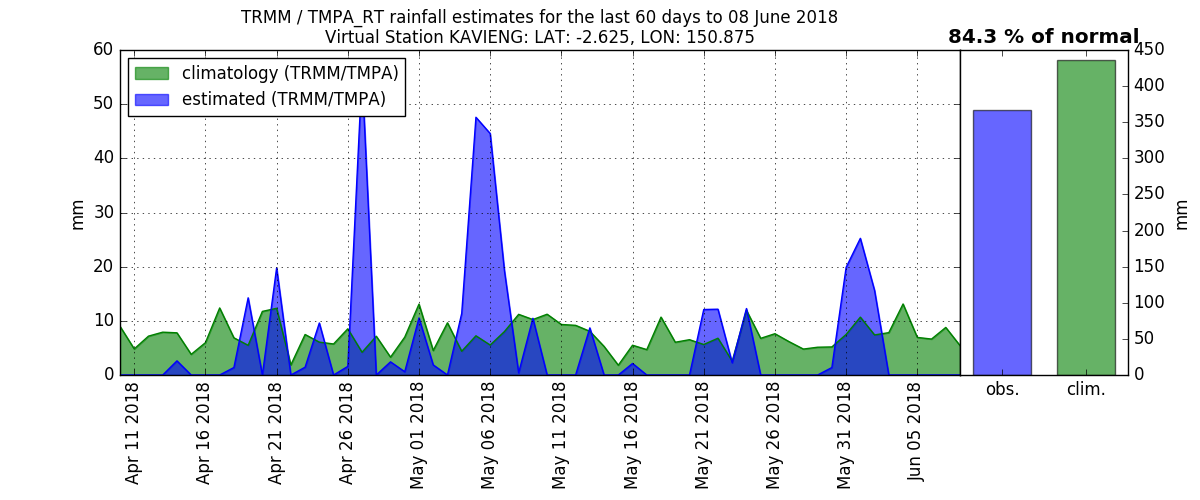 TRMM / TMPA_RT rainfall estimates for the last 60 days to 08 June 2018
Virtual Station KAVIENG: LAT: -2.625, LON: 150.875
84.3 % of normal
climatology (TRMM/TMPA)
estimated (TRMM/TMPA)
60
50
40
30
20
10
0
mm
Apr 11 2018
Apr 16 2018
Apr 21 2018
Apr 26 2018
May 01 2018
May 06 2018
May 11 2018
May 16 2018
May 21 2018
May 26 2018
May 31 2018
Jun 05 2018
obs.
clim.
450
400
350
300
250
200
150
100
50
0
mm